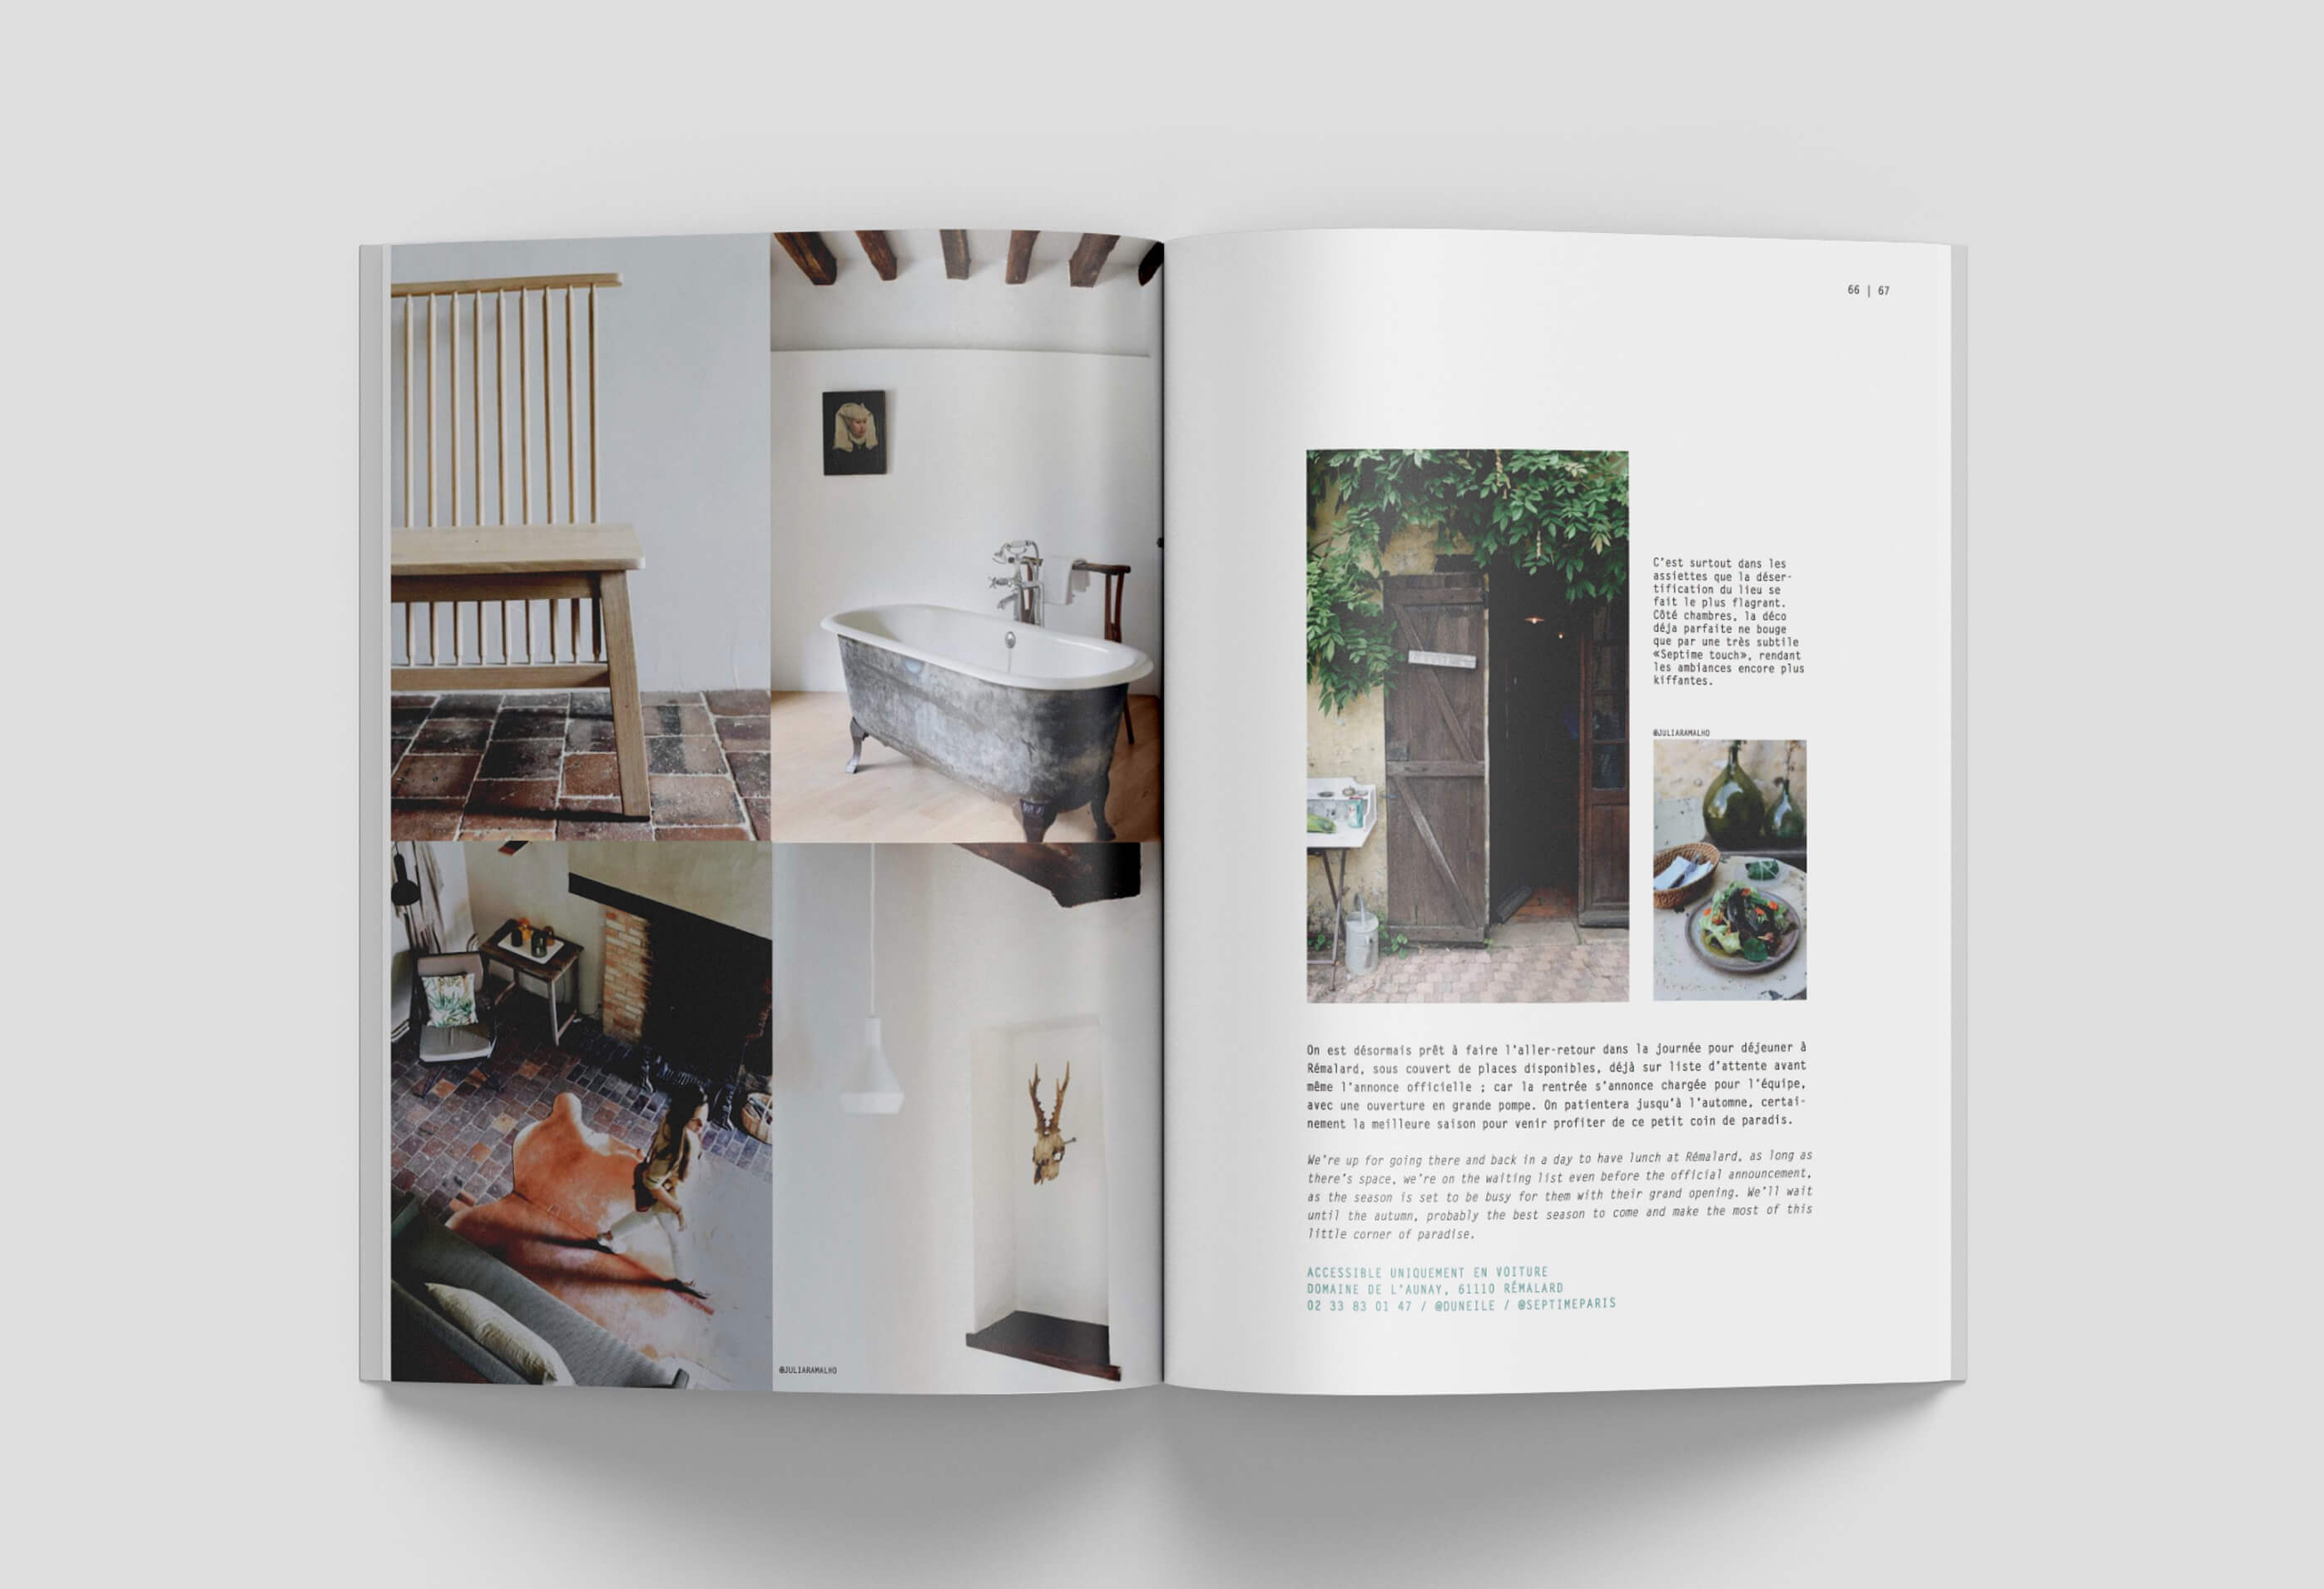 66 | 67
C'est surtout dans les
assiettes que la déser-
tification du lieu se
fait le plus flagrant.
Côté chambres, la déco
déja parfaite ne bouge
que par une très subtile
«Septime touch», rendant
les ambiances encore plus
kiffantes.
@JULIARAMALHO
On est désormais prêt à faire l'aller-retour dans la journée pour déjeuner à
Rémalard, sous couvert de places disponibles, déjà sur liste d'attente avant
même l'annonce officielle ; car la rentrée s'annonce chargée pour l'équipe,
avec une ouverture en grande pompe. On patientera jusqu'à l'automne, certai-
nement la meilleure saison pour venir profiter de ce petit coin de paradis.
We're up for going there and back in a day to have lunch at Rémalard, as long as
there's space, we're on the waiting list even before the official announcement,
as the season is set to be busy for them with their grand opening. We'll wait
until the autumn, probably the best season to come and make the most of this
little corner of paradise.
ACCESSIBLE UNIQUEMENT EN VOITURE
DOMAINE DE L'AUNAY, 61110 RÉMALARD
02 33 83 01 47 / @DUNEILE / @SEPTIMEPARIS
@JULIARAMALHO